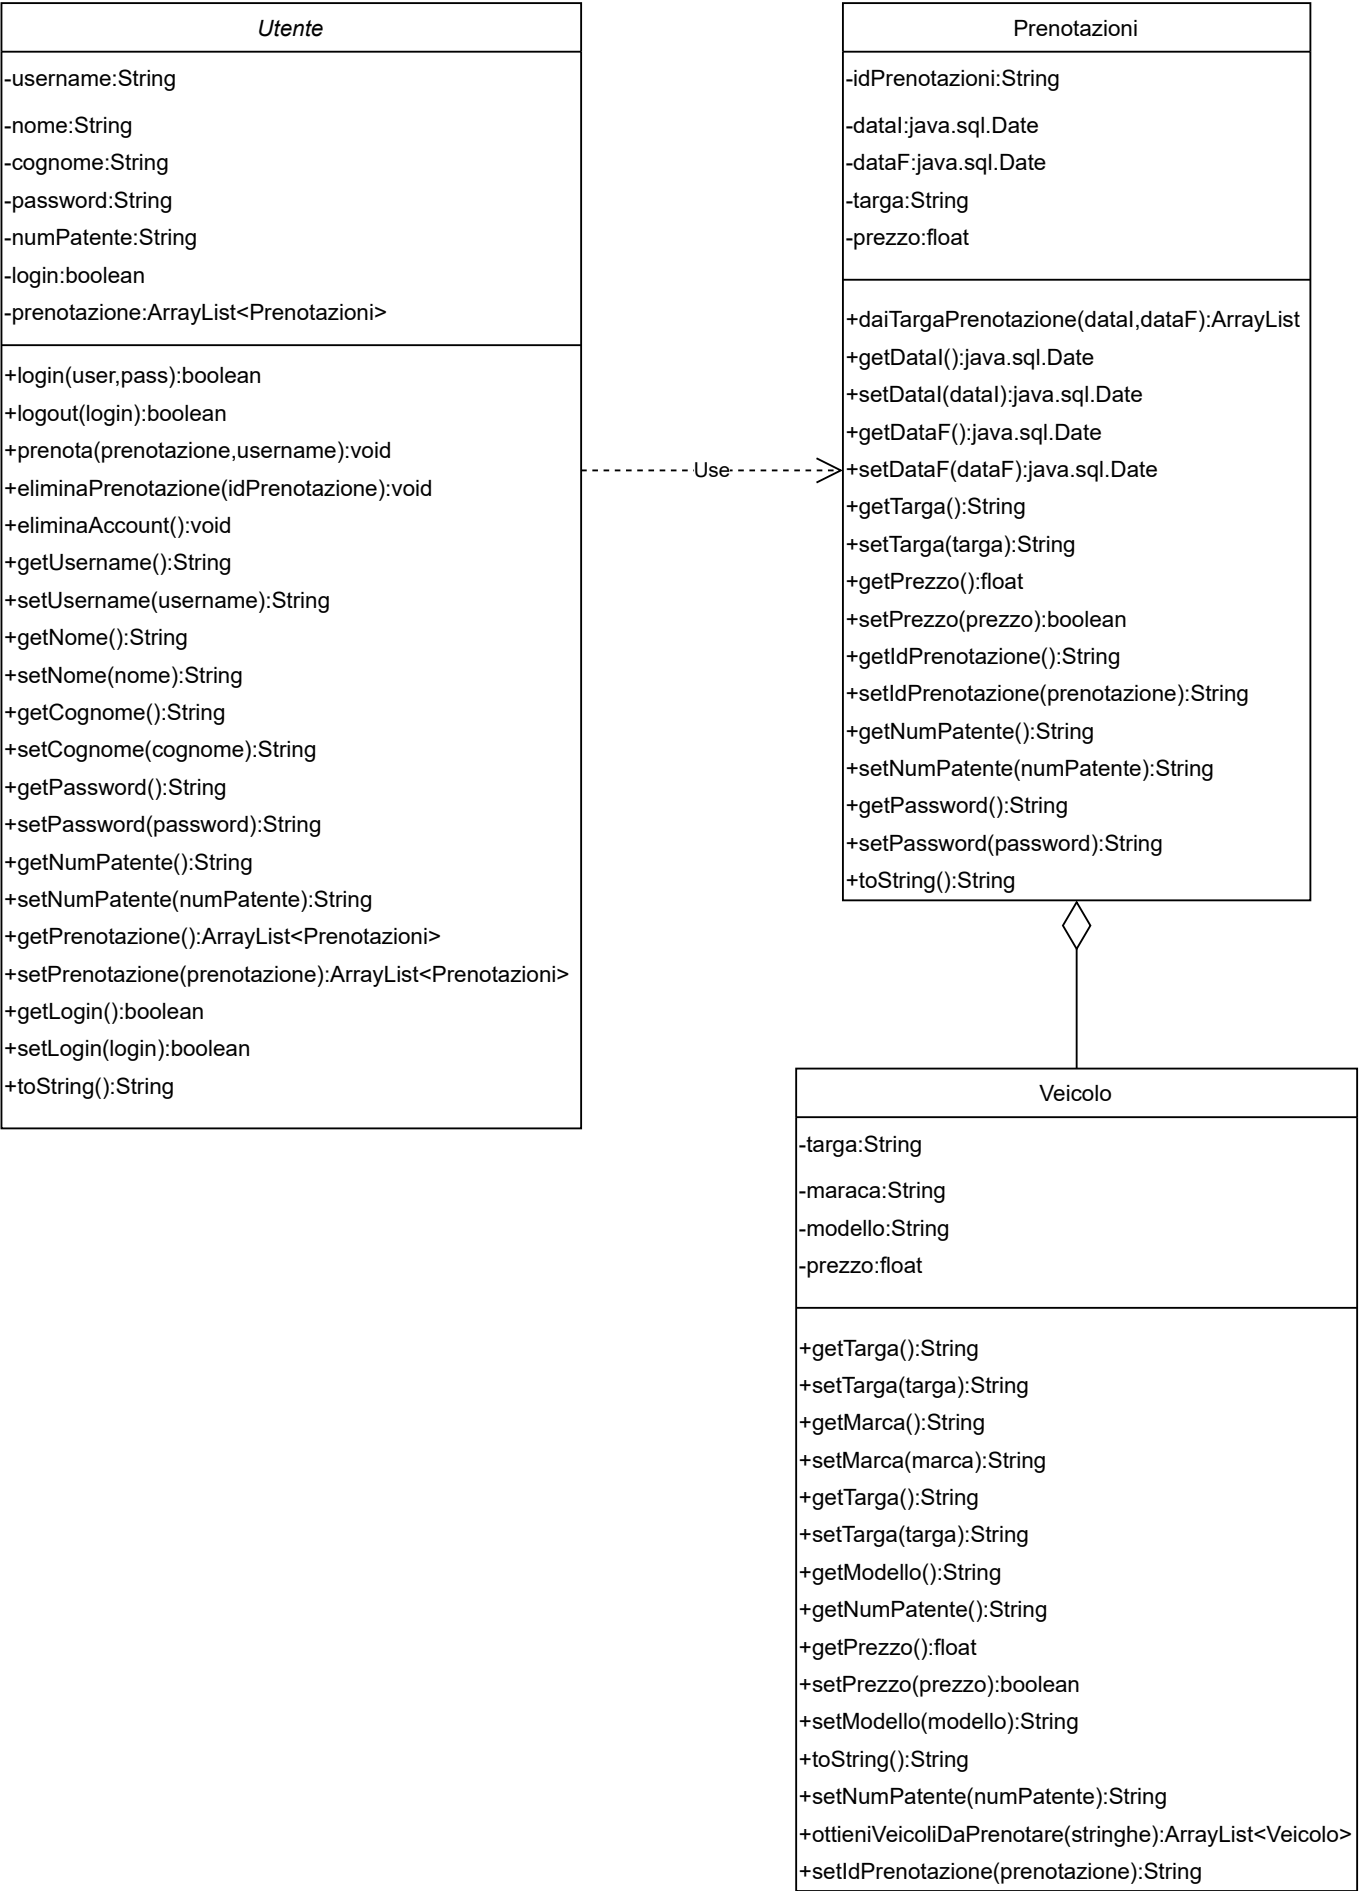 Utente
-username:String
-nome:String
-cognome:String
-password:String
-numPatente:String
-login:boolean
-prenotazione:ArrayList<Prenotazioni>
+login(user,pass):boolean
+logout(login):boolean
+prenota(prenotazione,username):void
+eliminaPrenotazione(idPrenotazione):void
+eliminaAccount():void
+getUsername():String
+setUsername(username):String
+getNome():String
+setNome(nome):String
+getCognome():String
+setCognome(cognome):String
+getPassword():String
+setPassword(password):String
+getNumPatente():String
+setNumPatente(numPatente):String
+getPrenotazione():ArrayList<Prenotazioni>
+setPrenotazione(prenotazione):ArrayList<Prenotazioni>
+getLogin():boolean
+setLogin(login):boolean
+toString():String
Use
Prenotazioni
-idPrenotazioni:String
-dataI:java.sql.Date
-dataF:java.sql.Date
-targa:String
-prezzo:float
+daiTargaPrenotazione(dataI,dataF):ArrayList
+getDataI():java.sql.Date
+setDataI(dataI):java.sql.Date
+getDataF():java.sql.Date
+setDataF(dataF):java.sql.Date
+getTarga():String
+setTarga(targa):String
+getPrezzo():float
+setPrezzo(prezzo):boolean
+getIdPrenotazione():String
+setIdPrenotazione(prenotazione):String
+getNumPatente():String
+setNumPatente(numPatente):String
+getPassword():String
+setPassword(password):String
+toString():String
Veicolo
-targa:String
-maraca:String
-modello:String
-prezzo:float
+getTarga():String
+setTarga(targa):String
+getMarca():String
+setMarca(marca):String
+getTarga():String
+setTarga(targa):String
+getModello():String
+getNumPatente():String
+getPrezzo():float
+setPrezzo(prezzo):boolean
+setModello(modello):String
+toString():String
+setNumPatente(numPatente):String
+ottieniVeicoliDaPrenotare(stringhe):ArrayList<Veicolo>
+setIdPrenotazione(prenotazione):String